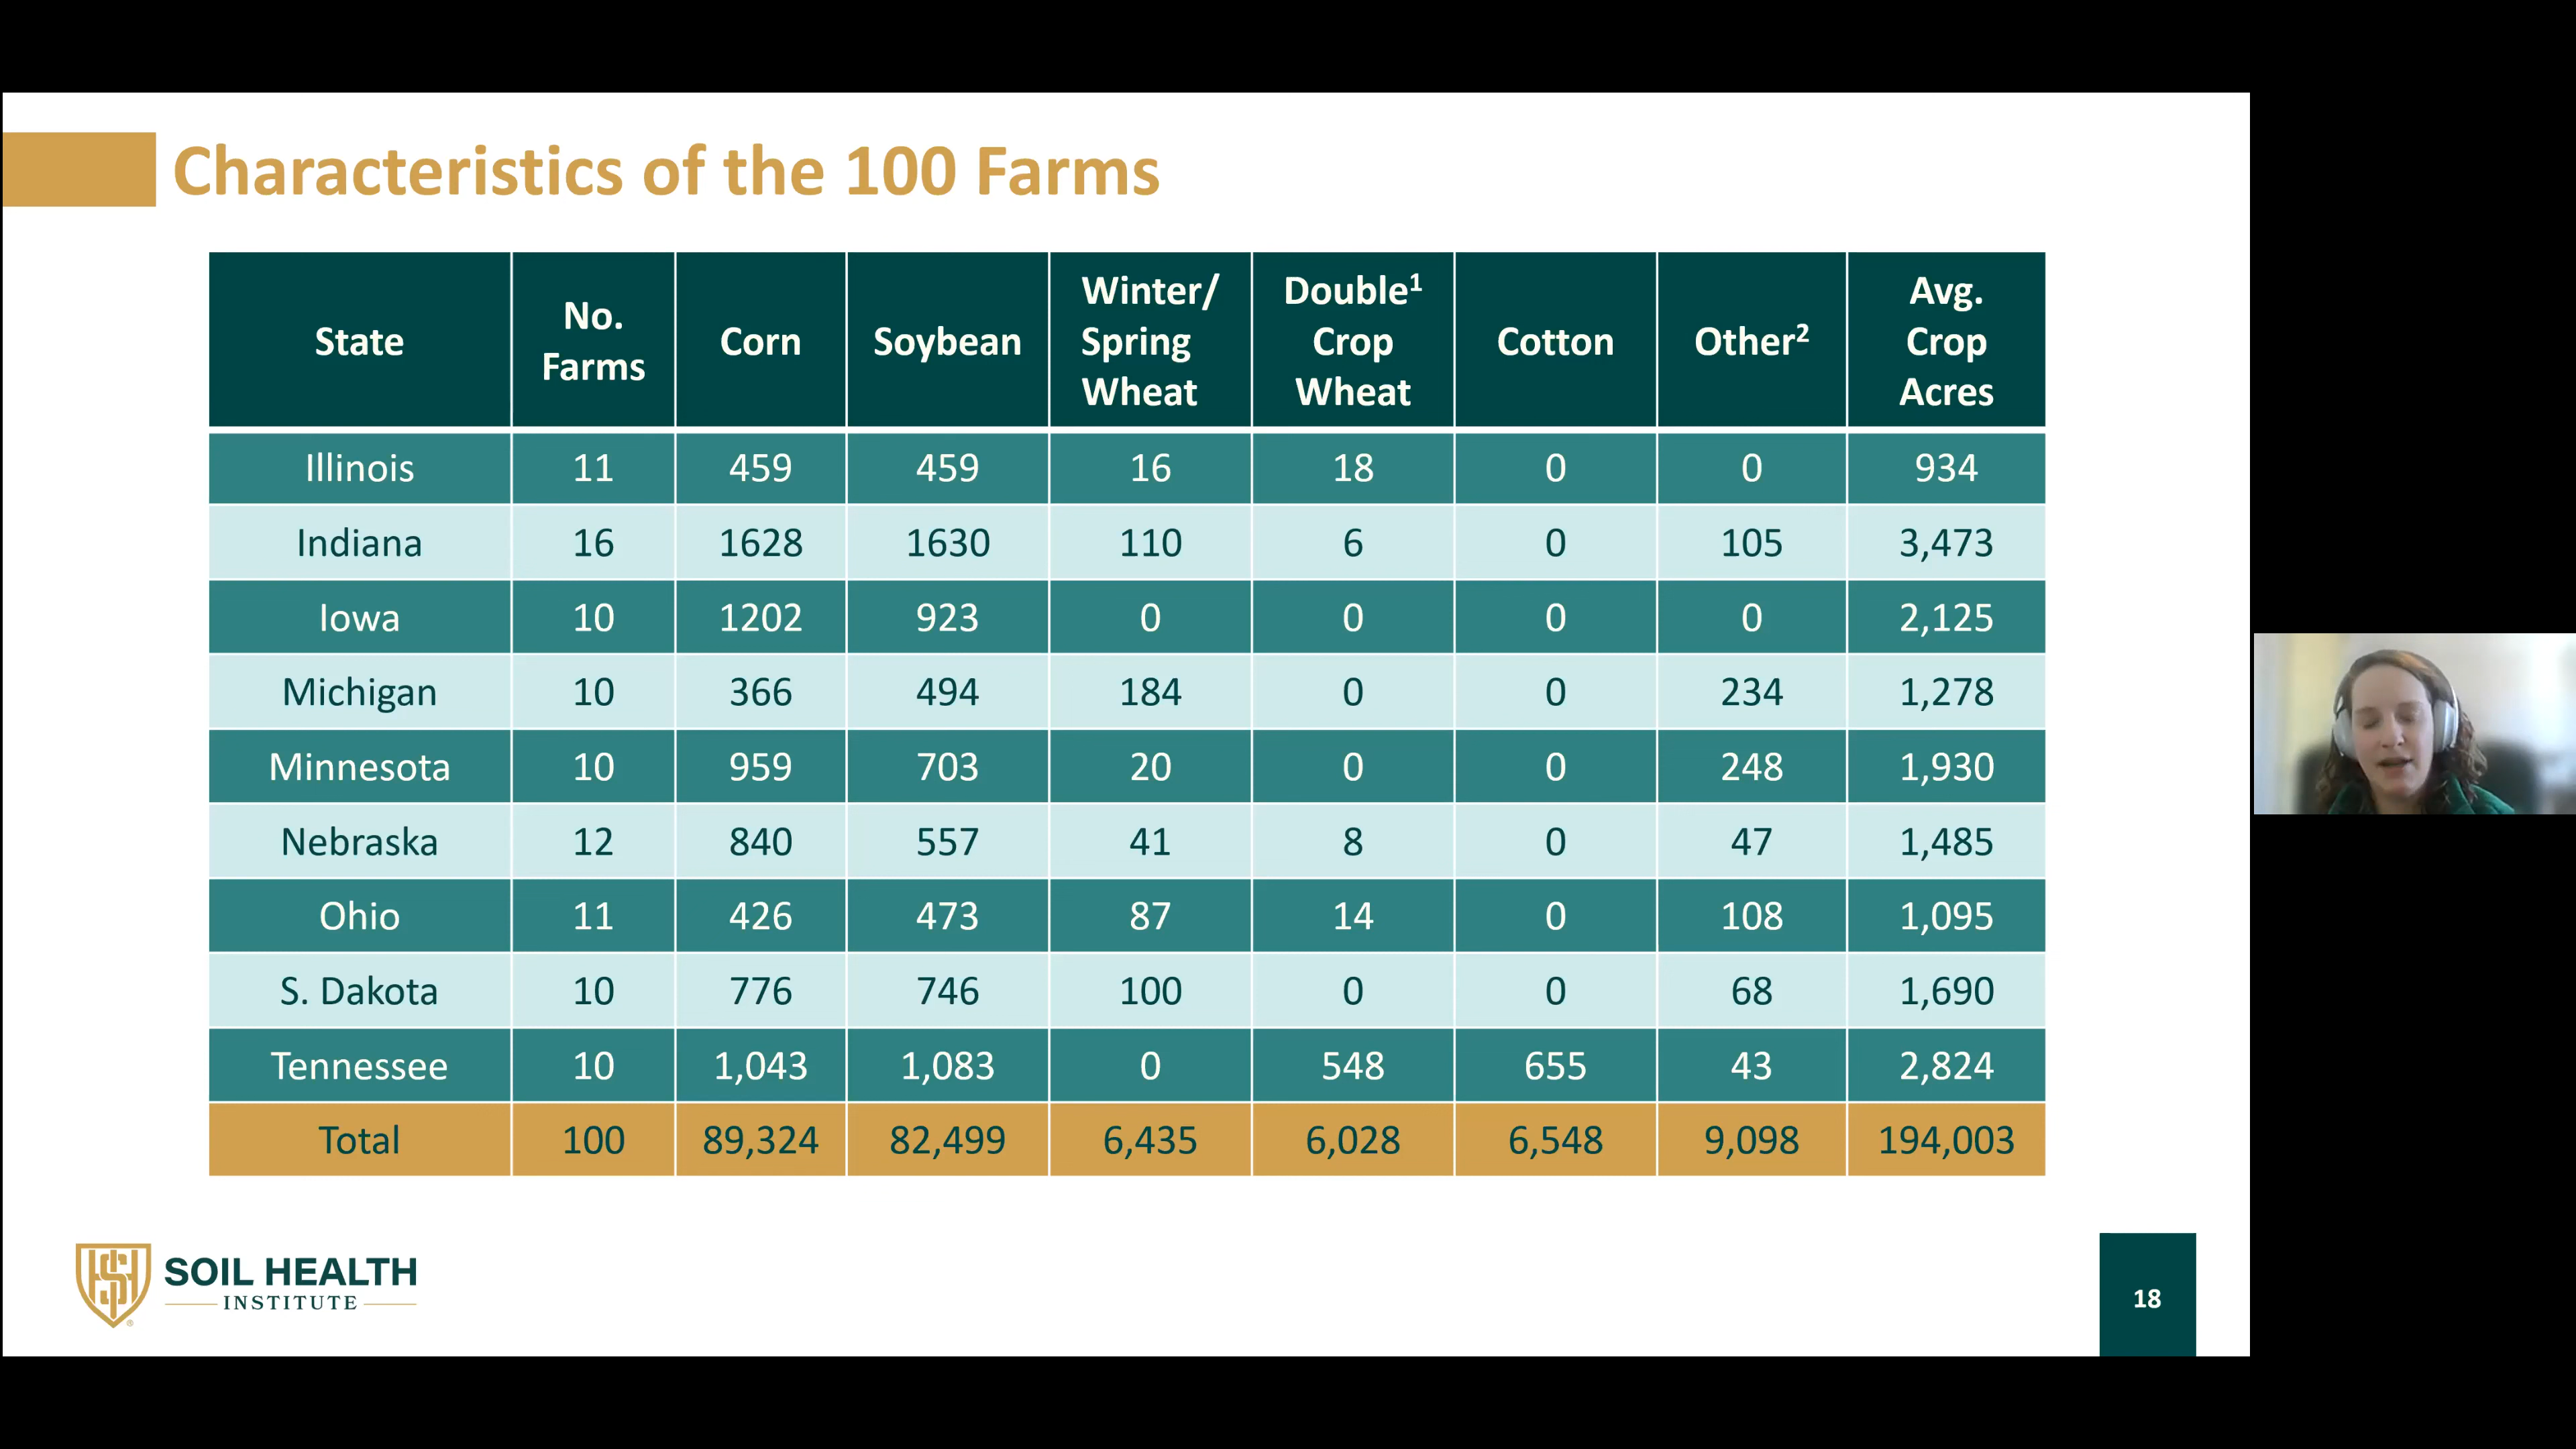 Characteristics of the 100 Farms
State No. Farms Corn Soybean Winter/ Spring Wheat Double¹ Crop Wheat Cotton Other² Avg. Crop Acres
Illinois 11 459 459 16 18 0 0 934
Indiana 16 1628 1630 110 6 0 105 3,473
Iowa 10 1202 923 0 0 0 0 2,125
Michigan 10 366 494 184 0 0 234 1,278
Minnesota 10 959 703 20 0 0 248 1,930
Nebraska 12 840 557 41 8 0 47 1,485
Ohio 11 426 473 87 14 0 108 1,095
S. Dakota 10 776 746 100 0 0 68 1,690
Tennessee 10 1,043 1,083 0 548 655 43 2,824
Total 100 89,324 82,499 6,435 6,028 6,548 9,098 194,003
SOIL HEALTH
INSTITUTE
18